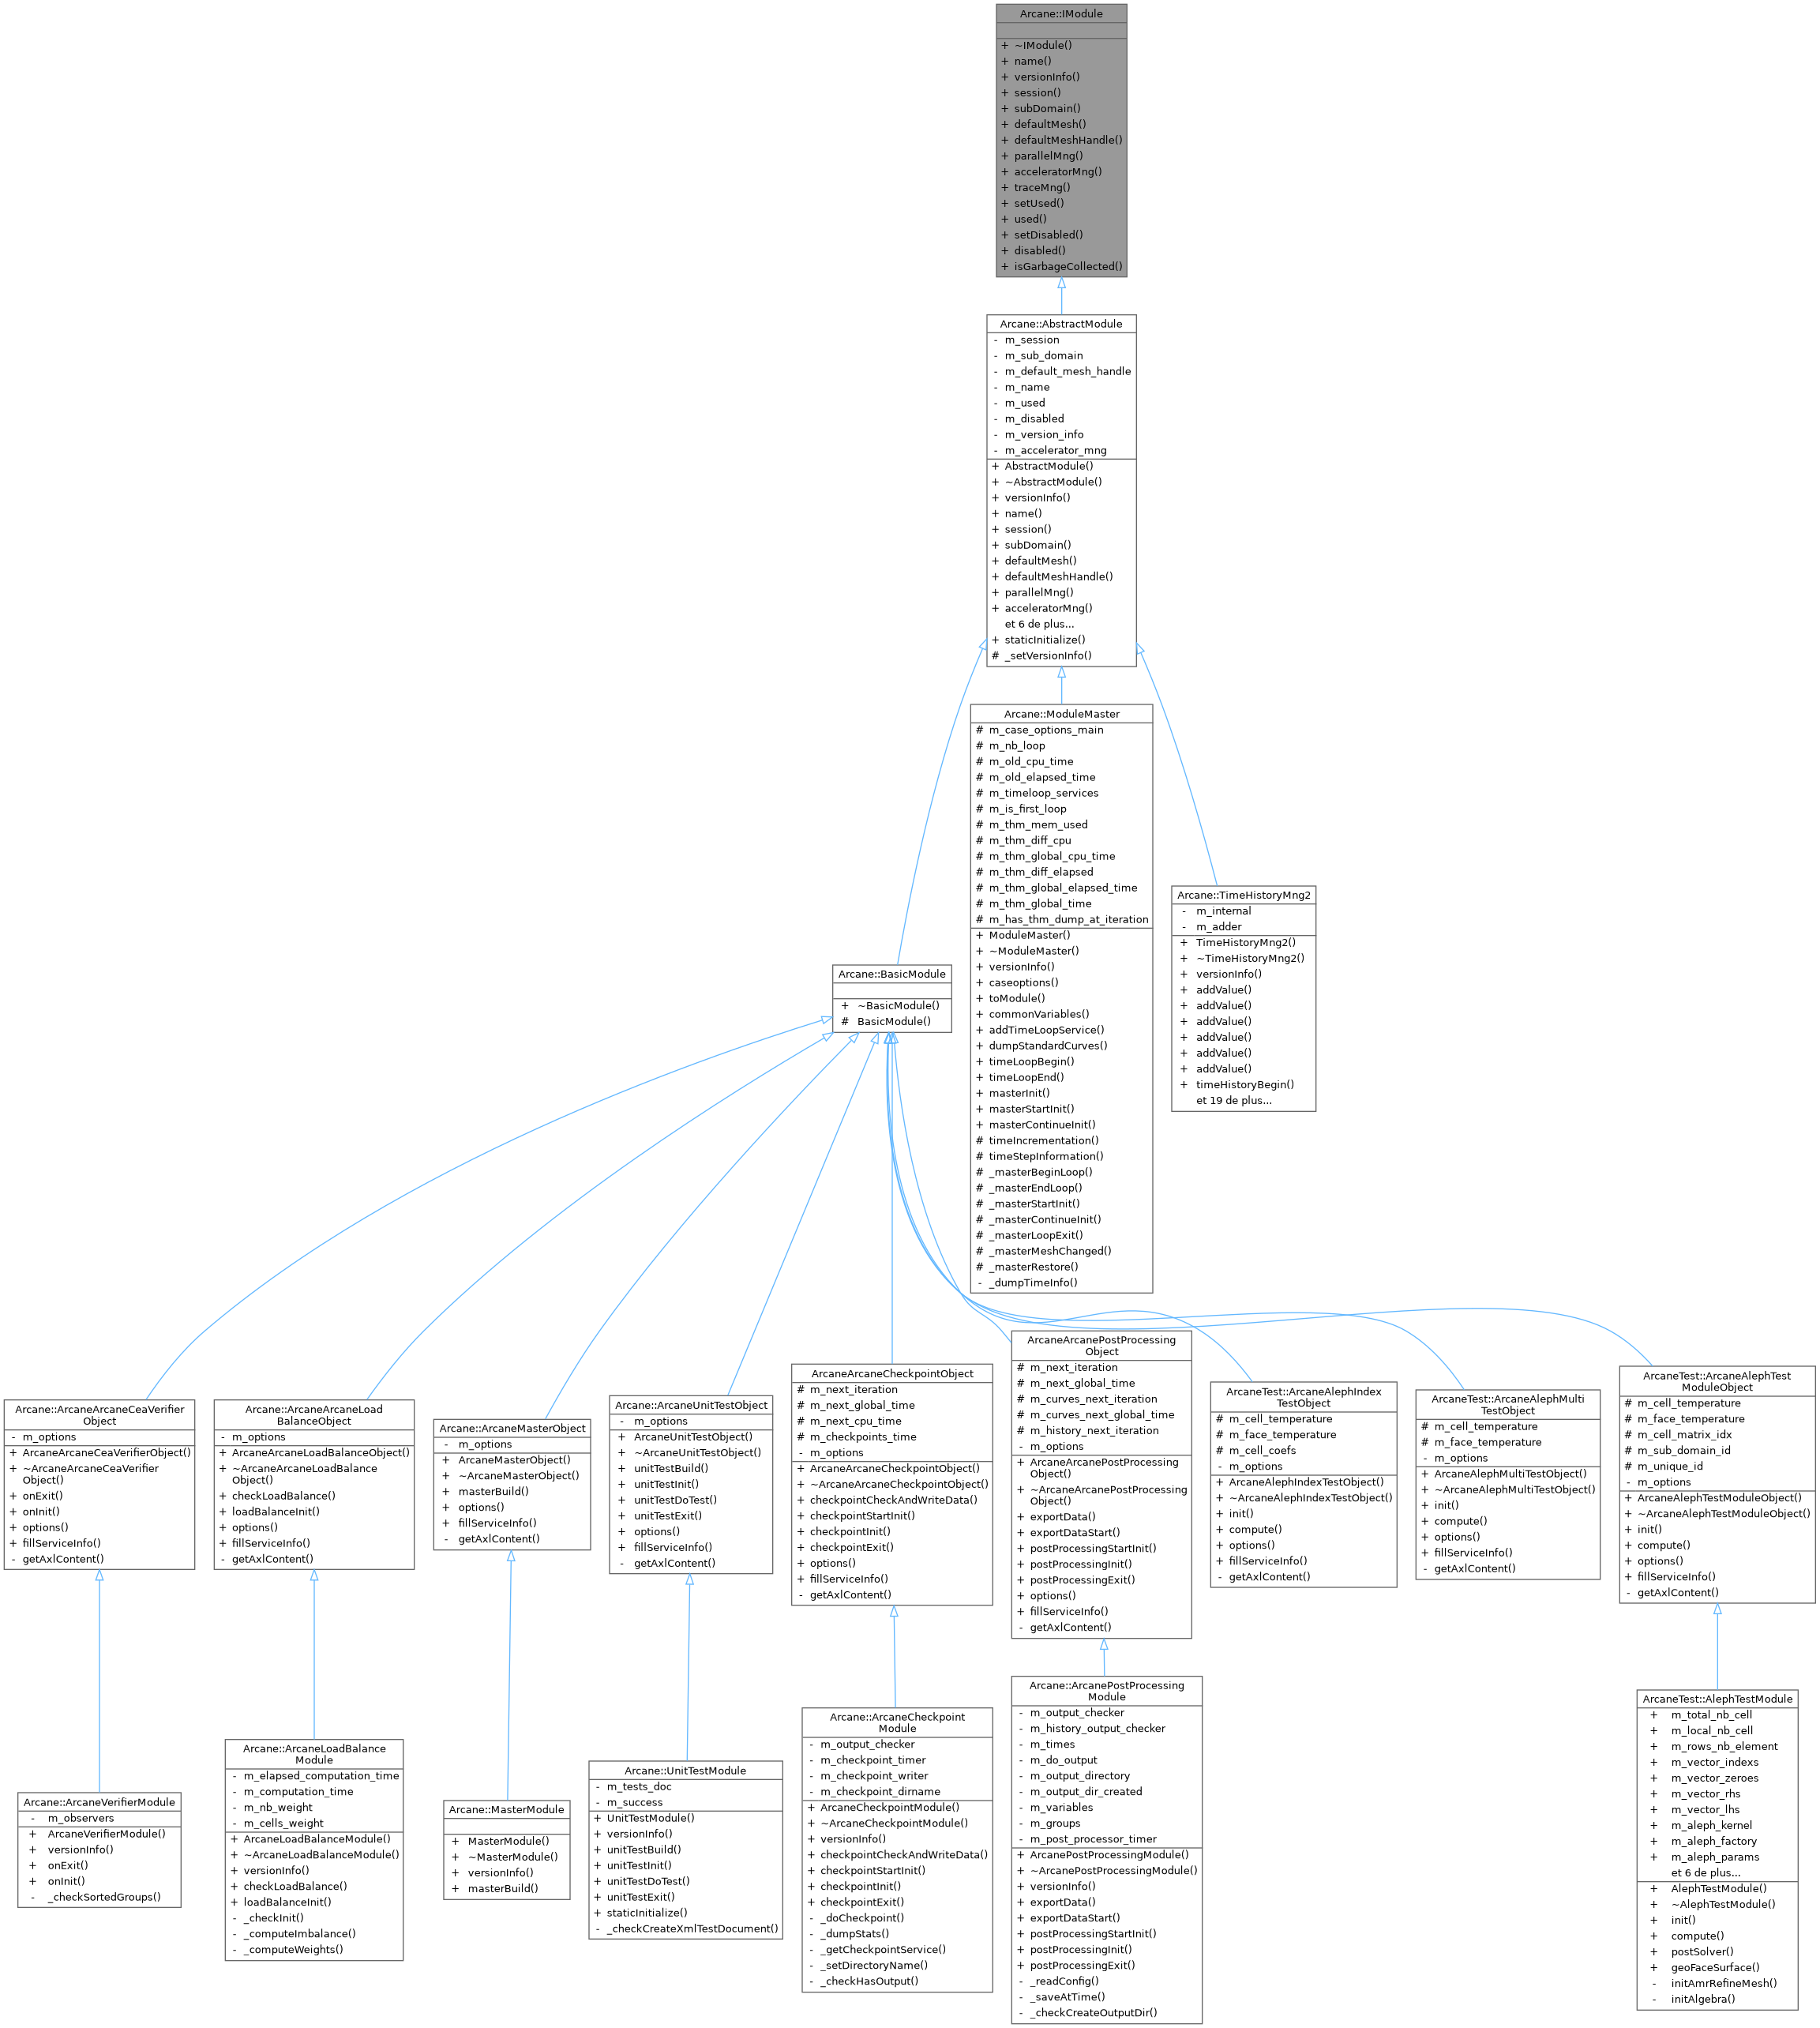 Arcane::IModule
+ ~IModule()
+ name()
+ versionInfo()
+ session()
+ subDomain()
+ defaultMesh()
+ defaultMeshHandle()
+ parallelMng()
+ acceleratorMng()
+ traceMng()
+ setUsed()
+ used()
+ setDisabled()
+ disabled()
+ isGarbageCollected()
Arcane::AbstractModule
- m_session
- m_sub_domain
- m_default_mesh_handle
- m_name
- m_used
- m_disabled
- m_version_info
- m_accelerator_mng
+ AbstractModule()
+ ~AbstractModule()
+ versionInfo()
+ name()
+ session()
+ subDomain()
+ defaultMesh()
+ defaultMeshHandle()
+ parallelMng()
+ acceleratorMng()
et 6 de plus...
+ staticInitialize()
# _setVersionInfo()
Arcane::ModuleMaster
# m_case_options_main
# m_nb_loop
# m_old_cpu_time
# m_old_elapsed_time
# m_timeloop_services
# m_is_first_loop
# m_thm_mem_used
# m_thm_diff_cpu
# m_thm_global_cpu_time
# m_thm_diff_elapsed
# m_thm_global_elapsed_time
# m_thm_global_time
# m_has_thm_dump_at_iteration
+ ModuleMaster()
+ ~ModuleMaster()
+ versionInfo()
+ caseoptions()
+ toModule()
+ commonVariables()
+ addTimeLoopService()
+ dumpStandardCurves()
+ timeLoopBegin()
+ timeLoopEnd()
+ masterInit()
+ masterStartInit()
+ masterContinueInit()
# timeIncrementation()
# timeStepInformation()
# _masterBeginLoop()
# _masterEndLoop()
# _masterStartInit()
# _masterContinueInit()
# _masterLoopExit()
# _masterMeshChanged()
# _masterRestore()
- _dumpTimeInfo()
Arcane::TimeHistoryMng2
- m_internal
- m_adder
+ TimeHistoryMng2()
+ ~TimeHistoryMng2()
+ versionInfo()
+ addValue()
+ addValue()
+ addValue()
+ addValue()
+ addValue()
+ addValue()
+ timeHistoryBegin()
et 19 de plus...
Arcane::BasicModule
+ ~BasicModule()
# BasicModule()
Arcane::ArcaneArcaneCeaVerifier
Object
- m_options
+ ArcaneArcaneCeaVerifierObject()
+ ~ArcaneArcaneCeaVerifier
Object()
+ onExit()
+ onInit()
+ options()
+ fillServiceInfo()
- getAxlContent()
Arcane::ArcaneArcaneLoad
BalanceObject
- m_options
+ ArcaneArcaneLoadBalanceObject()
+ ~ArcaneArcaneLoadBalance
Object()
+ checkLoadBalance()
+ loadBalanceInit()
+ options()
+ fillServiceInfo()
- getAxlContent()
Arcane::ArcaneMasterObject
- m_options
+ ArcaneMasterObject()
+ ~ArcaneMasterObject()
+ masterBuild()
+ options()
+ fillServiceInfo()
- getAxlContent()
Arcane::ArcaneUnitTestObject
- m_options
+ ArcaneUnitTestObject()
+ ~ArcaneUnitTestObject()
+ unitTestBuild()
+ unitTestInit()
+ unitTestDoTest()
+ unitTestExit()
+ options()
+ fillServiceInfo()
- getAxlContent()
ArcaneArcaneCheckpointObject
# m_next_iteration
# m_next_global_time
# m_next_cpu_time
# m_checkpoints_time
- m_options
+ ArcaneArcaneCheckpointObject()
+ ~ArcaneArcaneCheckpointObject()
+ checkpointCheckAndWriteData()
+ checkpointStartInit()
+ checkpointInit()
+ checkpointExit()
+ options()
+ fillServiceInfo()
- getAxlContent()
ArcaneArcanePostProcessing
Object
# m_next_iteration
# m_next_global_time
# m_curves_next_iteration
# m_curves_next_global_time
# m_history_next_iteration
- m_options
+ ArcaneArcanePostProcessing
Object()
+ ~ArcaneArcanePostProcessing
Object()
+ exportData()
+ exportDataStart()
+ postProcessingStartInit()
+ postProcessingInit()
+ postProcessingExit()
+ options()
+ fillServiceInfo()
- getAxlContent()
ArcaneTest::ArcaneAlephIndex
TestObject
# m_cell_temperature
# m_face_temperature
# m_cell_coefs
- m_options
+ ArcaneAlephIndexTestObject()
+ ~ArcaneAlephIndexTestObject()
+ init()
+ compute()
+ options()
+ fillServiceInfo()
- getAxlContent()
ArcaneTest::ArcaneAlephMulti
TestObject
# m_cell_temperature
# m_face_temperature
- m_options
+ ArcaneAlephMultiTestObject()
+ ~ArcaneAlephMultiTestObject()
+ init()
+ compute()
+ options()
+ fillServiceInfo()
- getAxlContent()
ArcaneTest::ArcaneAlephTest
ModuleObject
# m_cell_temperature
# m_face_temperature
# m_cell_matrix_idx
# m_sub_domain_id
# m_unique_id
- m_options
+ ArcaneAlephTestModuleObject()
+ ~ArcaneAlephTestModuleObject()
+ init()
+ compute()
+ options()
+ fillServiceInfo()
- getAxlContent()
Arcane::ArcaneVerifierModule
- m_observers
+ ArcaneVerifierModule()
+ versionInfo()
+ onExit()
+ onInit()
- _checkSortedGroups()
Arcane::ArcaneLoadBalance
Module
- m_elapsed_computation_time
- m_computation_time
- m_nb_weight
- m_cells_weight
+ ArcaneLoadBalanceModule()
+ ~ArcaneLoadBalanceModule()
+ versionInfo()
+ checkLoadBalance()
+ loadBalanceInit()
- _checkInit()
- _computeImbalance()
- _computeWeights()
Arcane::MasterModule
+ MasterModule()
+ ~MasterModule()
+ versionInfo()
+ masterBuild()
Arcane::UnitTestModule
- m_tests_doc
- m_success
+ UnitTestModule()
+ versionInfo()
+ unitTestBuild()
+ unitTestInit()
+ unitTestDoTest()
+ unitTestExit()
+ staticInitialize()
- _checkCreateXmlTestDocument()
Arcane::ArcaneCheckpoint
Module
- m_output_checker
- m_checkpoint_timer
- m_checkpoint_writer
- m_checkpoint_dirname
+ ArcaneCheckpointModule()
+ ~ArcaneCheckpointModule()
+ versionInfo()
+ checkpointCheckAndWriteData()
+ checkpointStartInit()
+ checkpointInit()
+ checkpointExit()
- _doCheckpoint()
- _dumpStats()
- _getCheckpointService()
- _setDirectoryName()
- _checkHasOutput()
Arcane::ArcanePostProcessing
Module
- m_output_checker
- m_history_output_checker
- m_times
- m_do_output
- m_output_directory
- m_output_dir_created
- m_variables
- m_groups
- m_post_processor_timer
+ ArcanePostProcessingModule()
+ ~ArcanePostProcessingModule()
+ versionInfo()
+ exportData()
+ exportDataStart()
+ postProcessingStartInit()
+ postProcessingInit()
+ postProcessingExit()
- _readConfig()
- _saveAtTime()
- _checkCreateOutputDir()
ArcaneTest::AlephTestModule
+ m_total_nb_cell
+ m_local_nb_cell
+ m_rows_nb_element
+ m_vector_indexs
+ m_vector_zeroes
+ m_vector_rhs
+ m_vector_lhs
+ m_aleph_kernel
+ m_aleph_factory
+ m_aleph_params
et 6 de plus...
+ AlephTestModule()
+ ~AlephTestModule()
+ init()
+ compute()
+ postSolver()
+ geoFaceSurface()
- initAmrRefineMesh()
- initAlgebra()